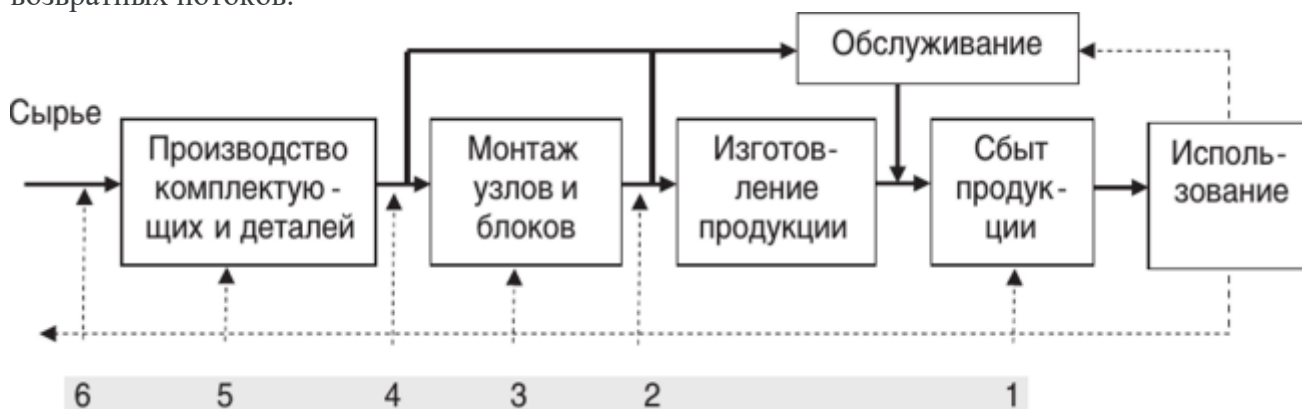 возвратных потоков.
Обслуживание
Сырье
Производство
комплектую -
щих и деталей
Монтаж
узлов и
блоков
Изготов-
ление
продукции
Сбыт
продук -
ции
Исполь-
зование
6 5 4 3 2 1